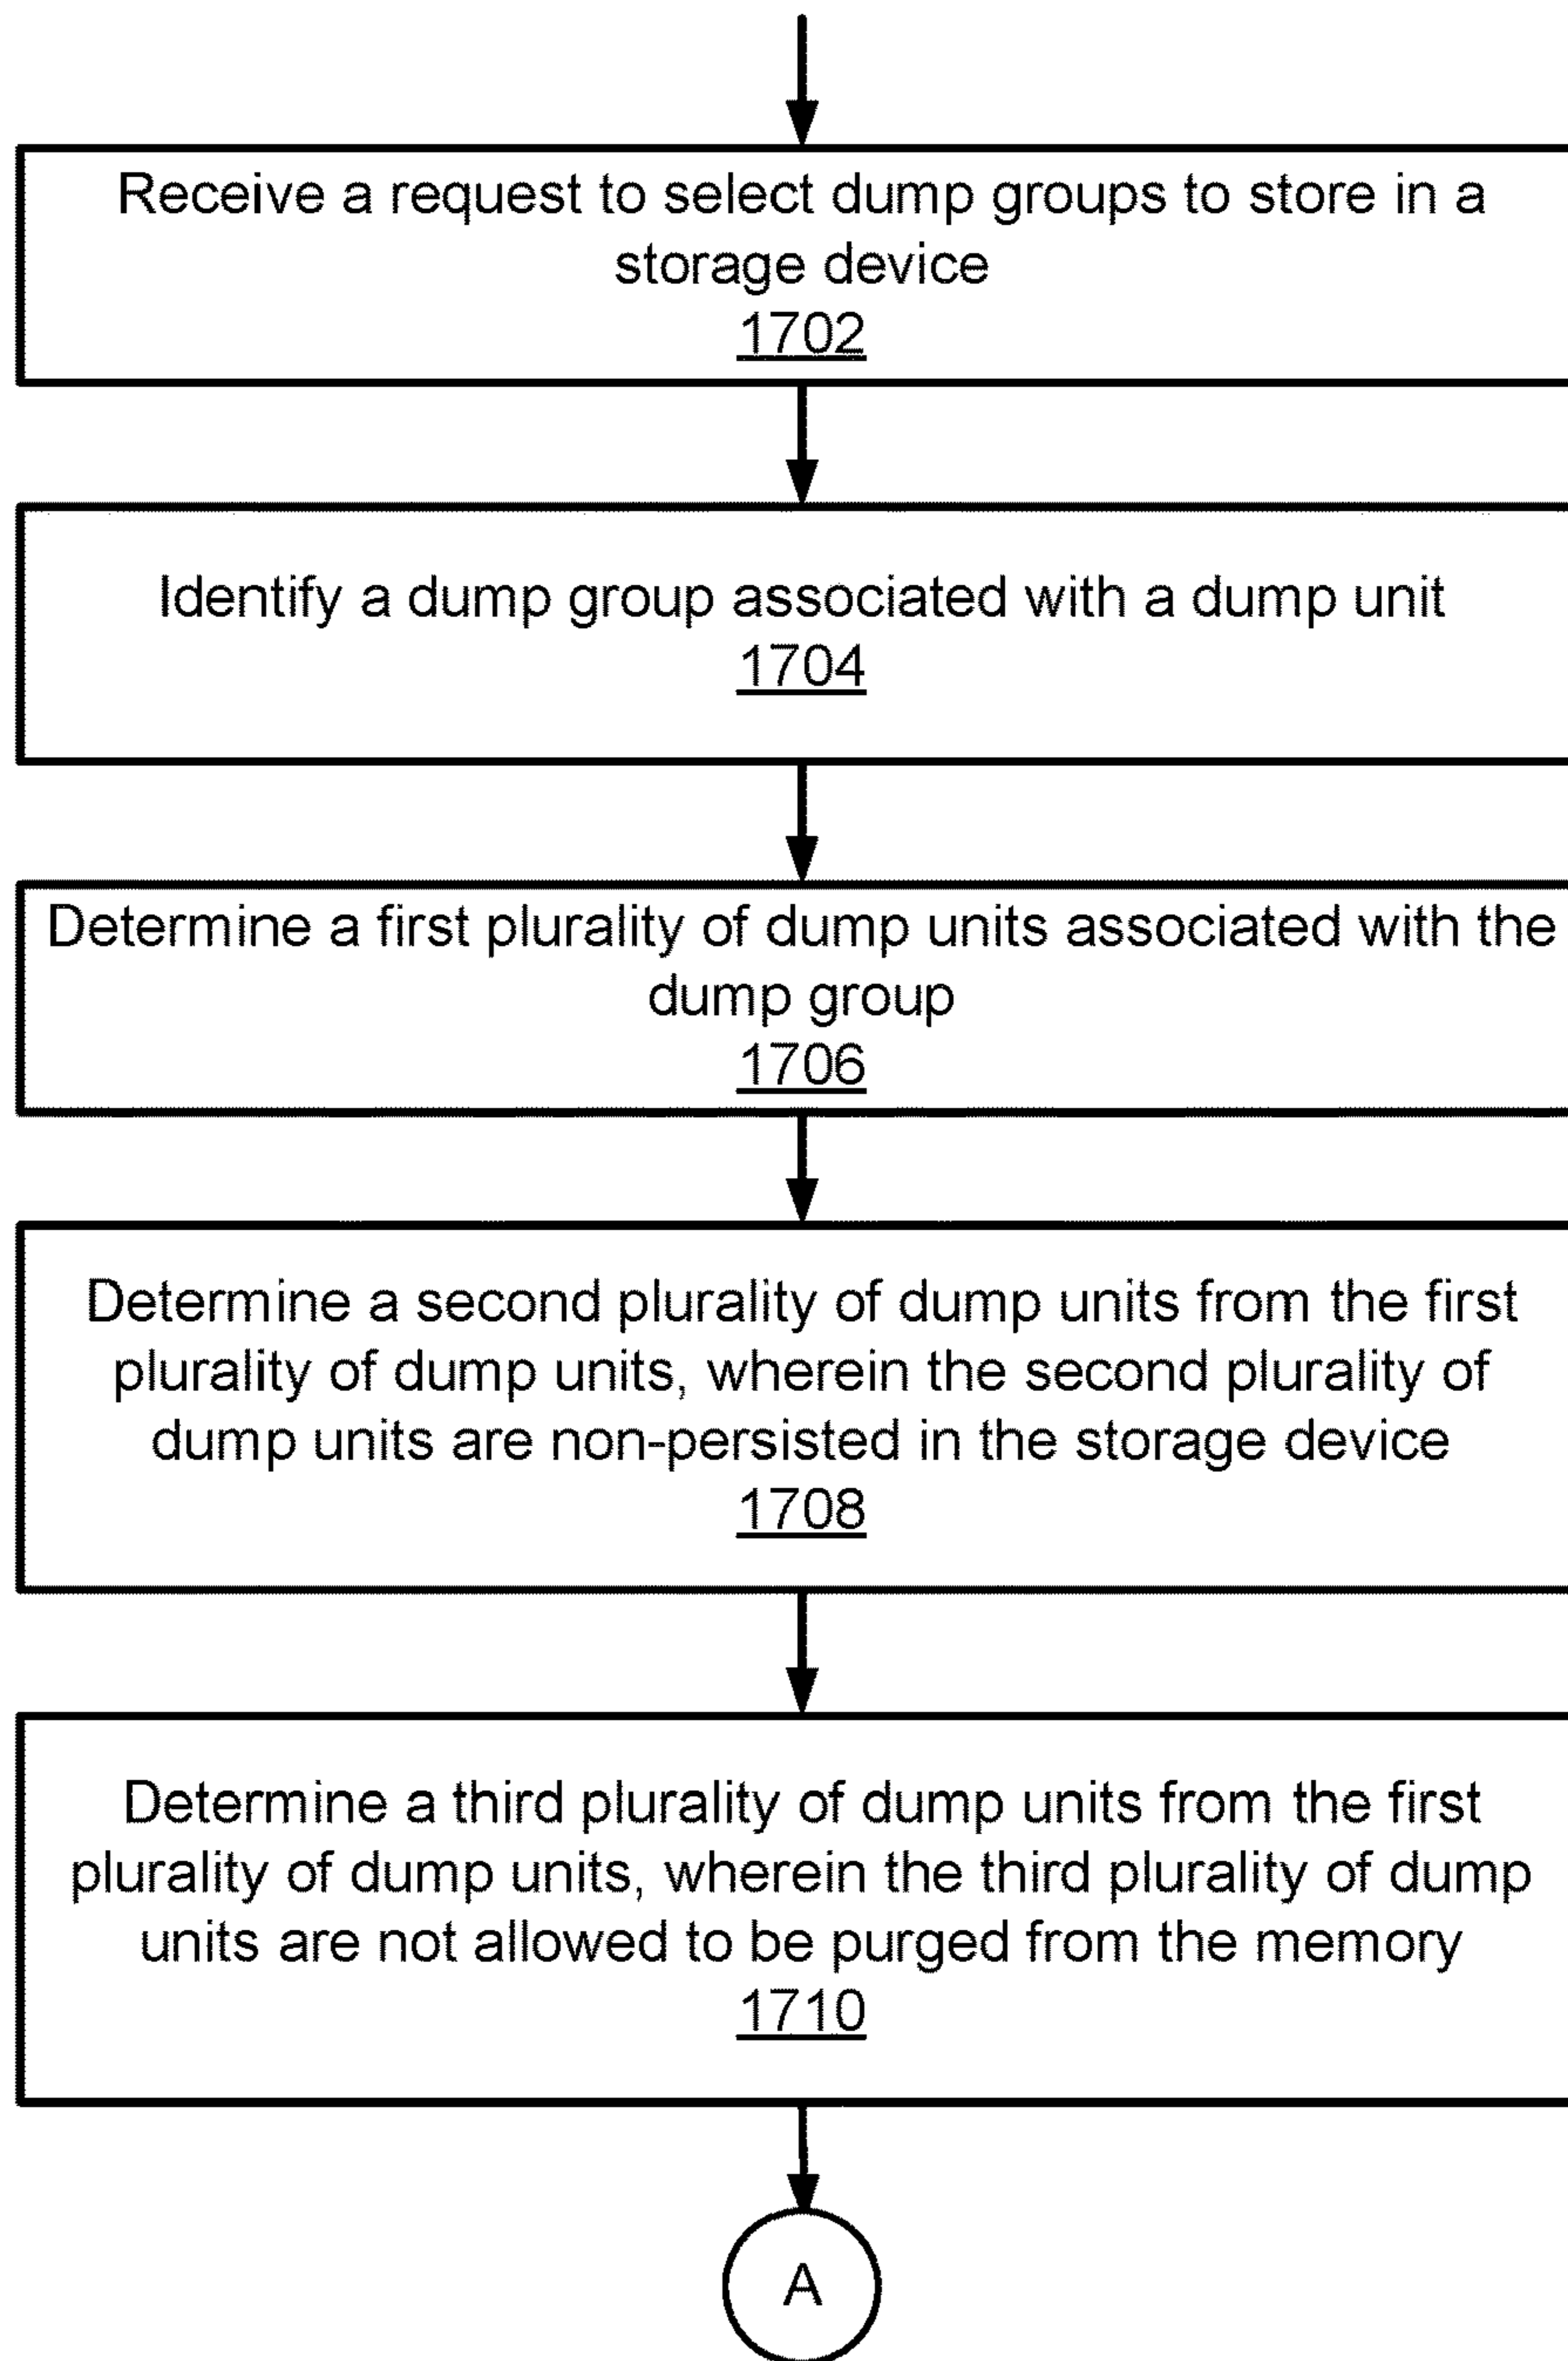 Receive a request to select dump groups to store in a
storage device
1702
Identify a dump group associated with a dump unit
1704
Determine a first plurality of dump units associated with the
dump group
1706
Determine a second plurality of dump units from the first
plurality of dump units, wherein the second plurality of
dump units are non-persisted in the storage device
1708
Determine a third plurality of dump units from the first
plurality of dump units, wherein the third plurality of dump
units are not allowed to be purged from the memory
1710
A